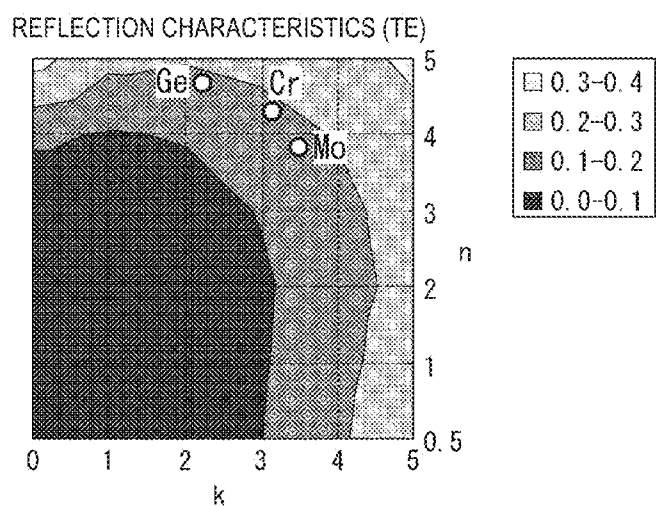 REFLECTION CHARACTERISTICS (TE)
Ge
Cr
Mo
5
4
3
2
1
0.5
n
0 1 2 3 4 5
k
0.3-0.4
0.2-0.3
0.1-0.2
0.0-0.1